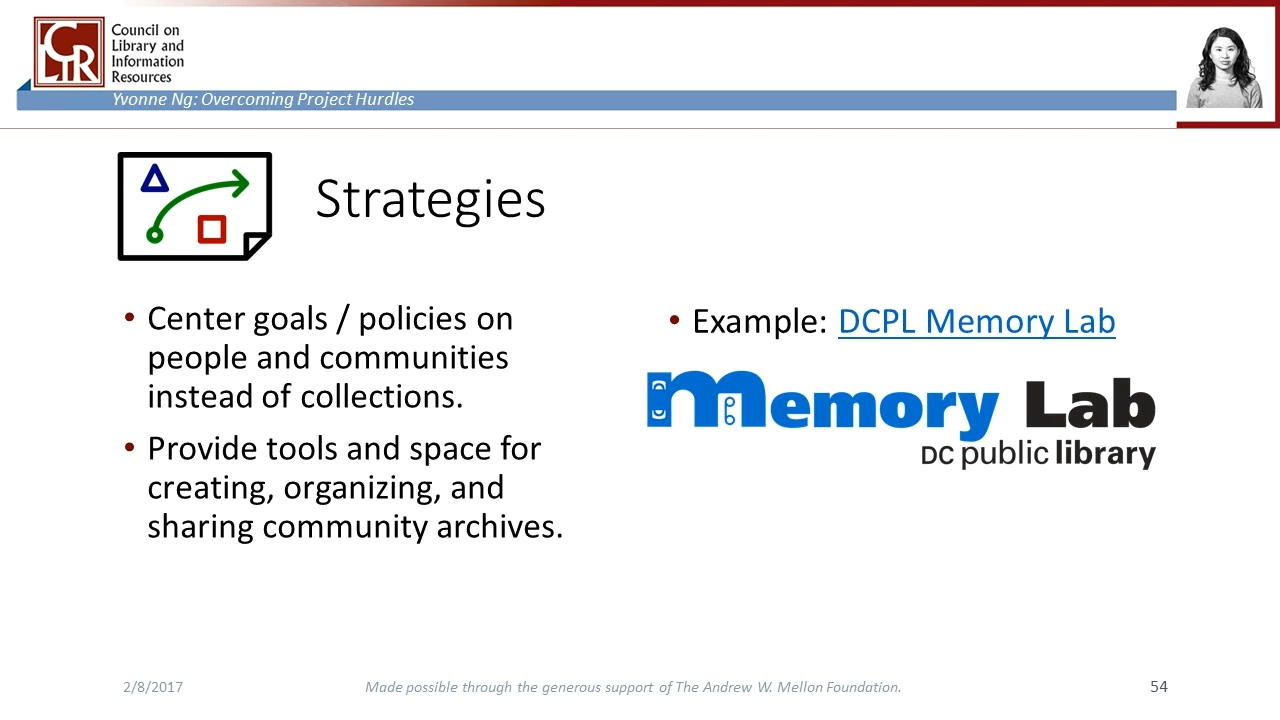 CLIR
Council on
Library and
Information
Resources
Yvonne Ng: Overcoming Project Hurdles
Strategies
• Center goals / policies on
people and communities
instead of collections.
• Provide tools and space for
creating, organizing, and
sharing community archives.
• Example: DCPL Memory Lab
memory Lab
DC public library
2/8/2017
Made possible through the generous support of The Andrew W. Mellon Foundation.
54